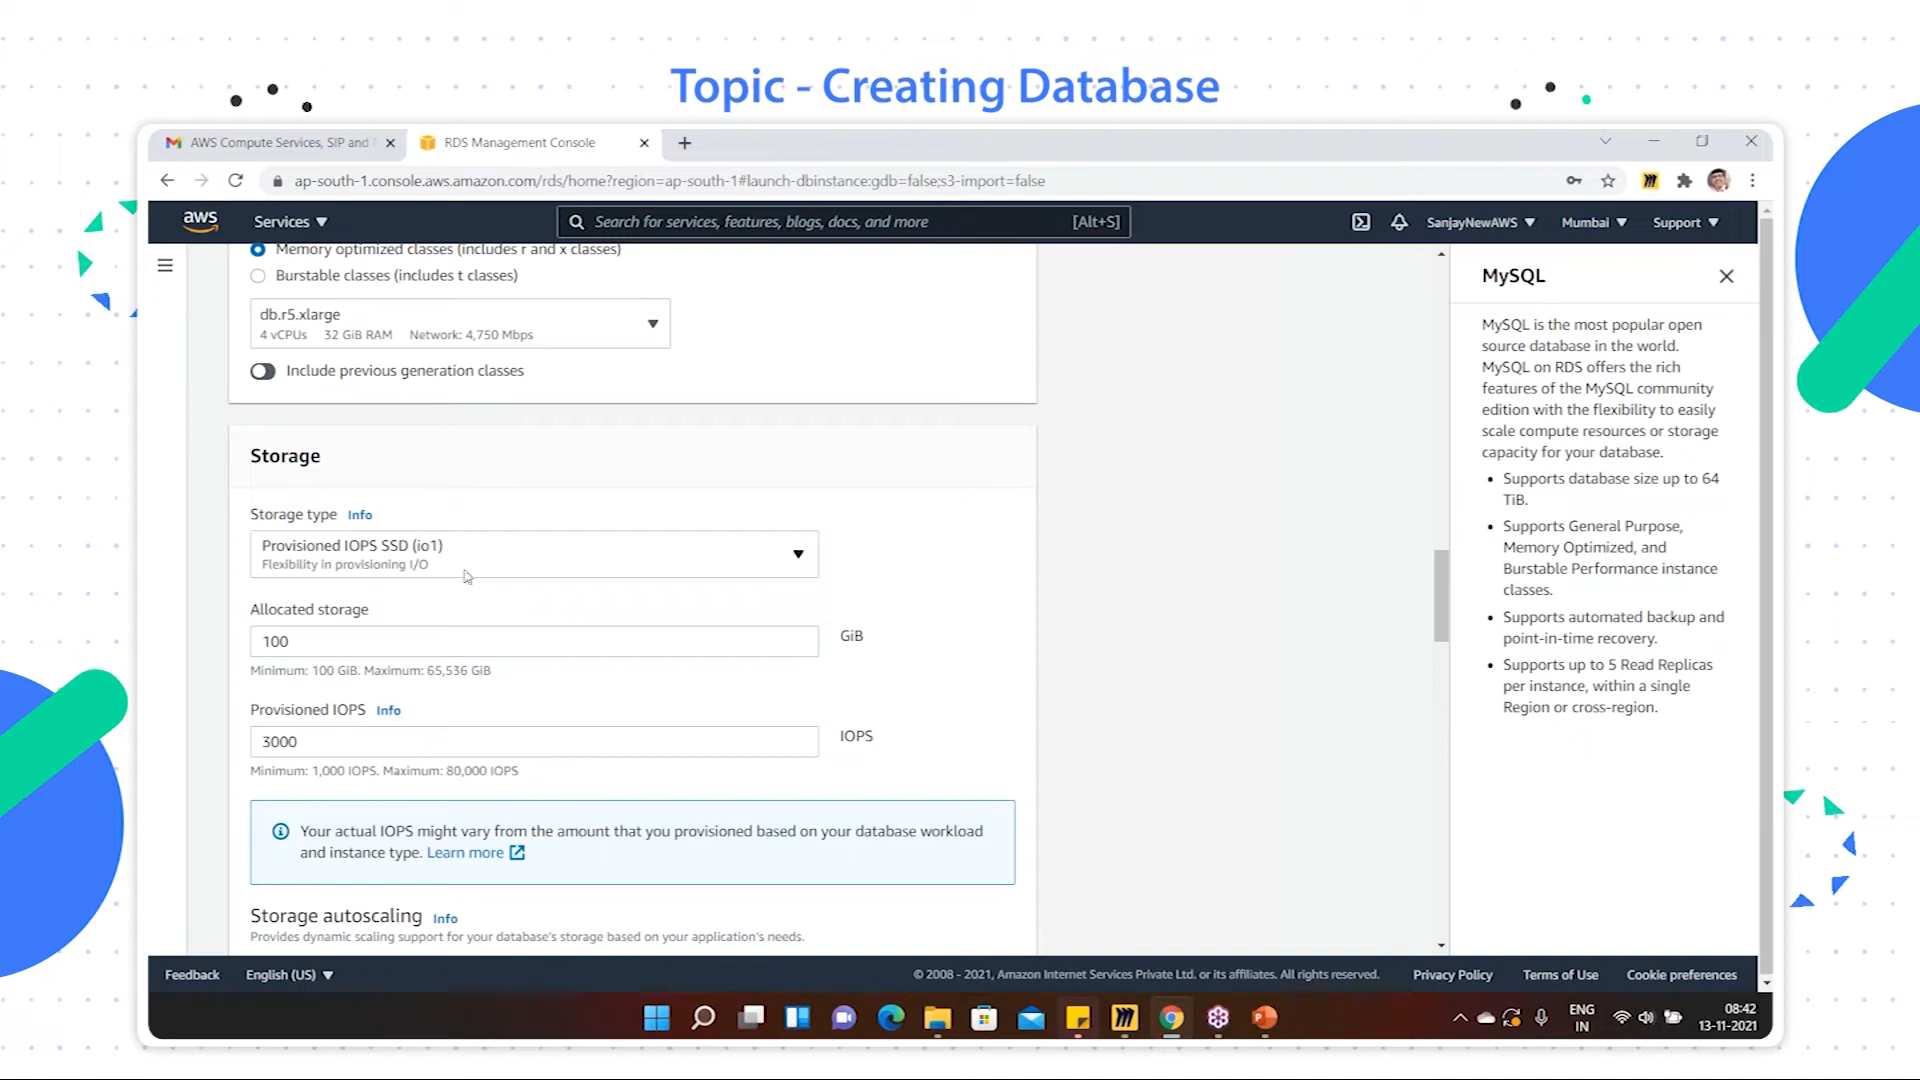 Topic - Creating Database
AWS Compute Services, SIP and
RDS Management Console
ap-south-1.console.aws.amazon.com/rds/home?region=ap-south-1#launch-dbinstance:gdb=false;s3-import=false
aws
Services
Search for services, features, blogs, docs, and more
[Alt+S]
SanjayNewAWS
Mumbai
Support
Memory optimized classes (includes r and x classes)
Burstable classes (includes t classes)
db.r5.xlarge
4 vCPUs 32 GiB RAM Network: 4,750 Mbps
Include previous generation classes
Storage
Storage type Info
Provisioned IOPS SSD (io1)
Flexibility in provisioning I/O
Allocated storage
100
GiB
Minimum: 100 GiB. Maximum: 65,536 GiB
Provisioned IOPS Info
3000
IOPS
Minimum: 1,000 IOPS. Maximum: 80,000 IOPS
Your actual IOPS might vary from the amount that you provisioned based on your database workload
and instance type. Learn more
Storage autoscaling Info
Provides dynamic scaling support for your database's storage based on your application's needs.
MySQL
MySQL is the most popular open
source database in the world.
MySQL on RDS offers the rich
features of the MySQL community
edition with the flexibility to easily
scale compute resources or storage
capacity for your database.
• Supports database size up to 64
TiB.
• Supports General Purpose,
Memory Optimized, and
Burstable Performance instance
classes.
• Supports automated backup and
point-in-time recovery.
• Supports up to 5 Read Replicas
per instance, within a single
Region or cross-region.
Feedback
English (US)
© 2008 - 2021, Amazon Internet Services Private Ltd. or its affiliates. All rights reserved.
Privacy Policy
Terms of Use
Cookie preferences
ENG
IN
08:42
13-11-2021